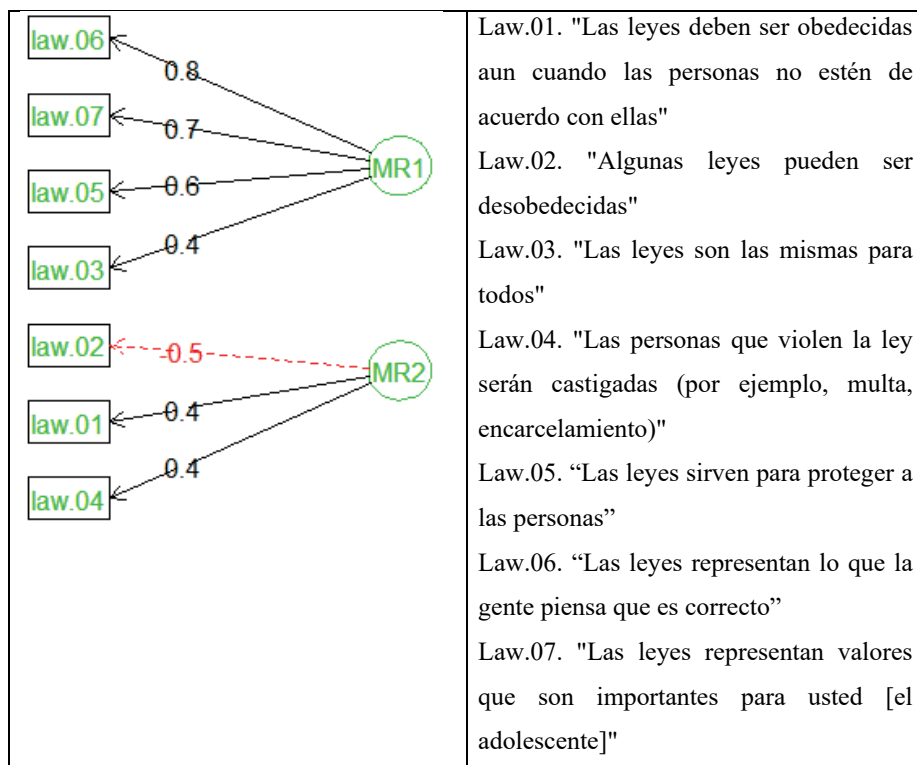 law.06
0.8
law.07
0.7
MR1
law.05
0.6
law.03
0.4
law.02
-0.5
MR2
law.01
0.4
law.04
0.4
Law.01. "Las leyes deben ser obedecidas
aun cuando las personas no estén de
acuerdo con ellas"
Law.02. "Algunas leyes pueden ser
desobedecidas"
Law.03. "Las leyes son las mismas para
todos"
Law.04. "Las personas que violen la ley
serán castigadas (por ejemplo, multa,
encarcelamiento)"
Law.05. “Las leyes sirven para proteger a
las personas”
Law.06. “Las leyes representan lo que la
gente piensa que es correcto”
Law.07. "Las leyes representan valores
que son importantes para usted [el
adolescente]"